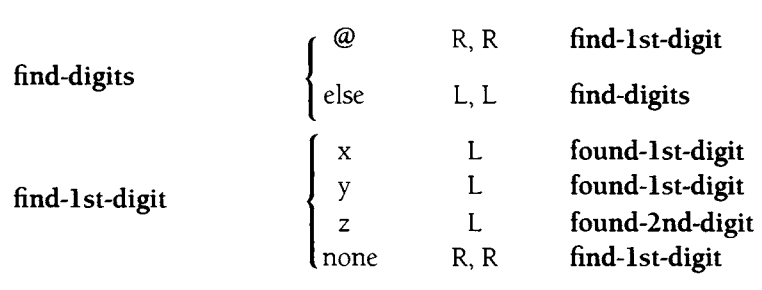 @ R, R find-1st-digit
find-digits
else L, L find-digits
x L found-1st-digit
y L found-1st-digit
find-1st-digit
z L found-2nd-digit
none R, R find-1st-digit